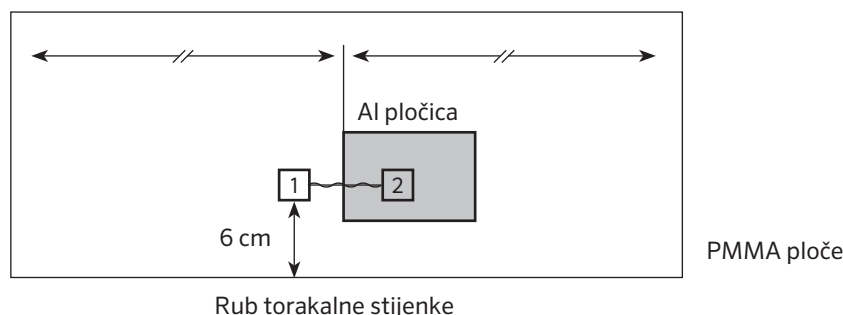 Al pločica
1
2
6 cm
PMMA ploče
Rub torakalne stijenke